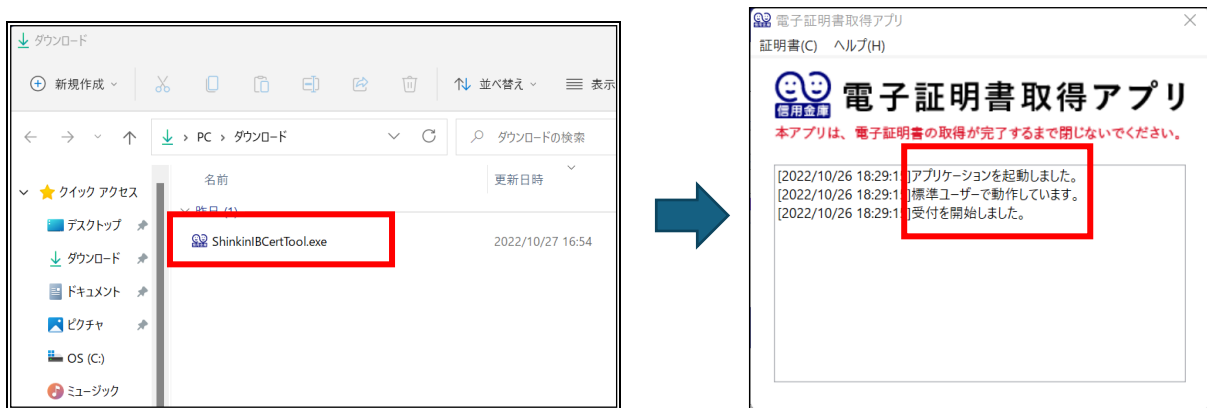 ダウンロード
新規作成
並べ替え
表示
PC > ダウンロード
ダウンロードの検索
名前
更新日時
クイック アクセス
昨日 (1)
デスクトップ
ShinkinIBCertTool.exe
2022/10/27 16:54
ダウンロード
ドキュメント
ピクチャ
OS (C:)
ミュージック
電子証明書取得アプリ
証明書(C) ヘルプ(H)
信用金庫
電子証明書取得アプリ
本アプリは、電子証明書の取得が完了するまで閉じないでください。
[2022/10/26 18:29:15]アプリケーションを起動しました。
[2022/10/26 18:29:15]標準ユーザーで動作しています。
[2022/10/26 18:29:15]受付を開始しました。